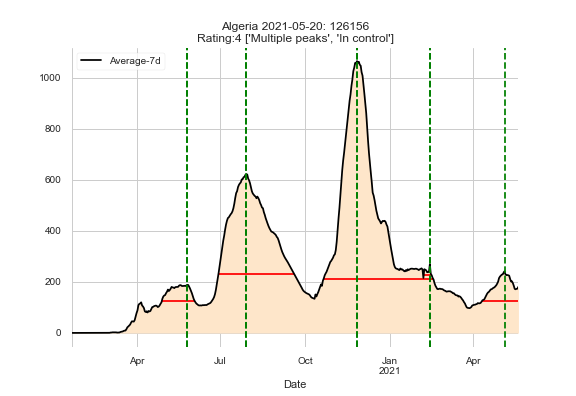 Algeria 2021-05-20: 126156
Rating:4 ['Multiple peaks', 'In control']
Average-7d
1000
800
600
400
200
0
Apr
Jul
Oct
Jan
2021
Apr
Date